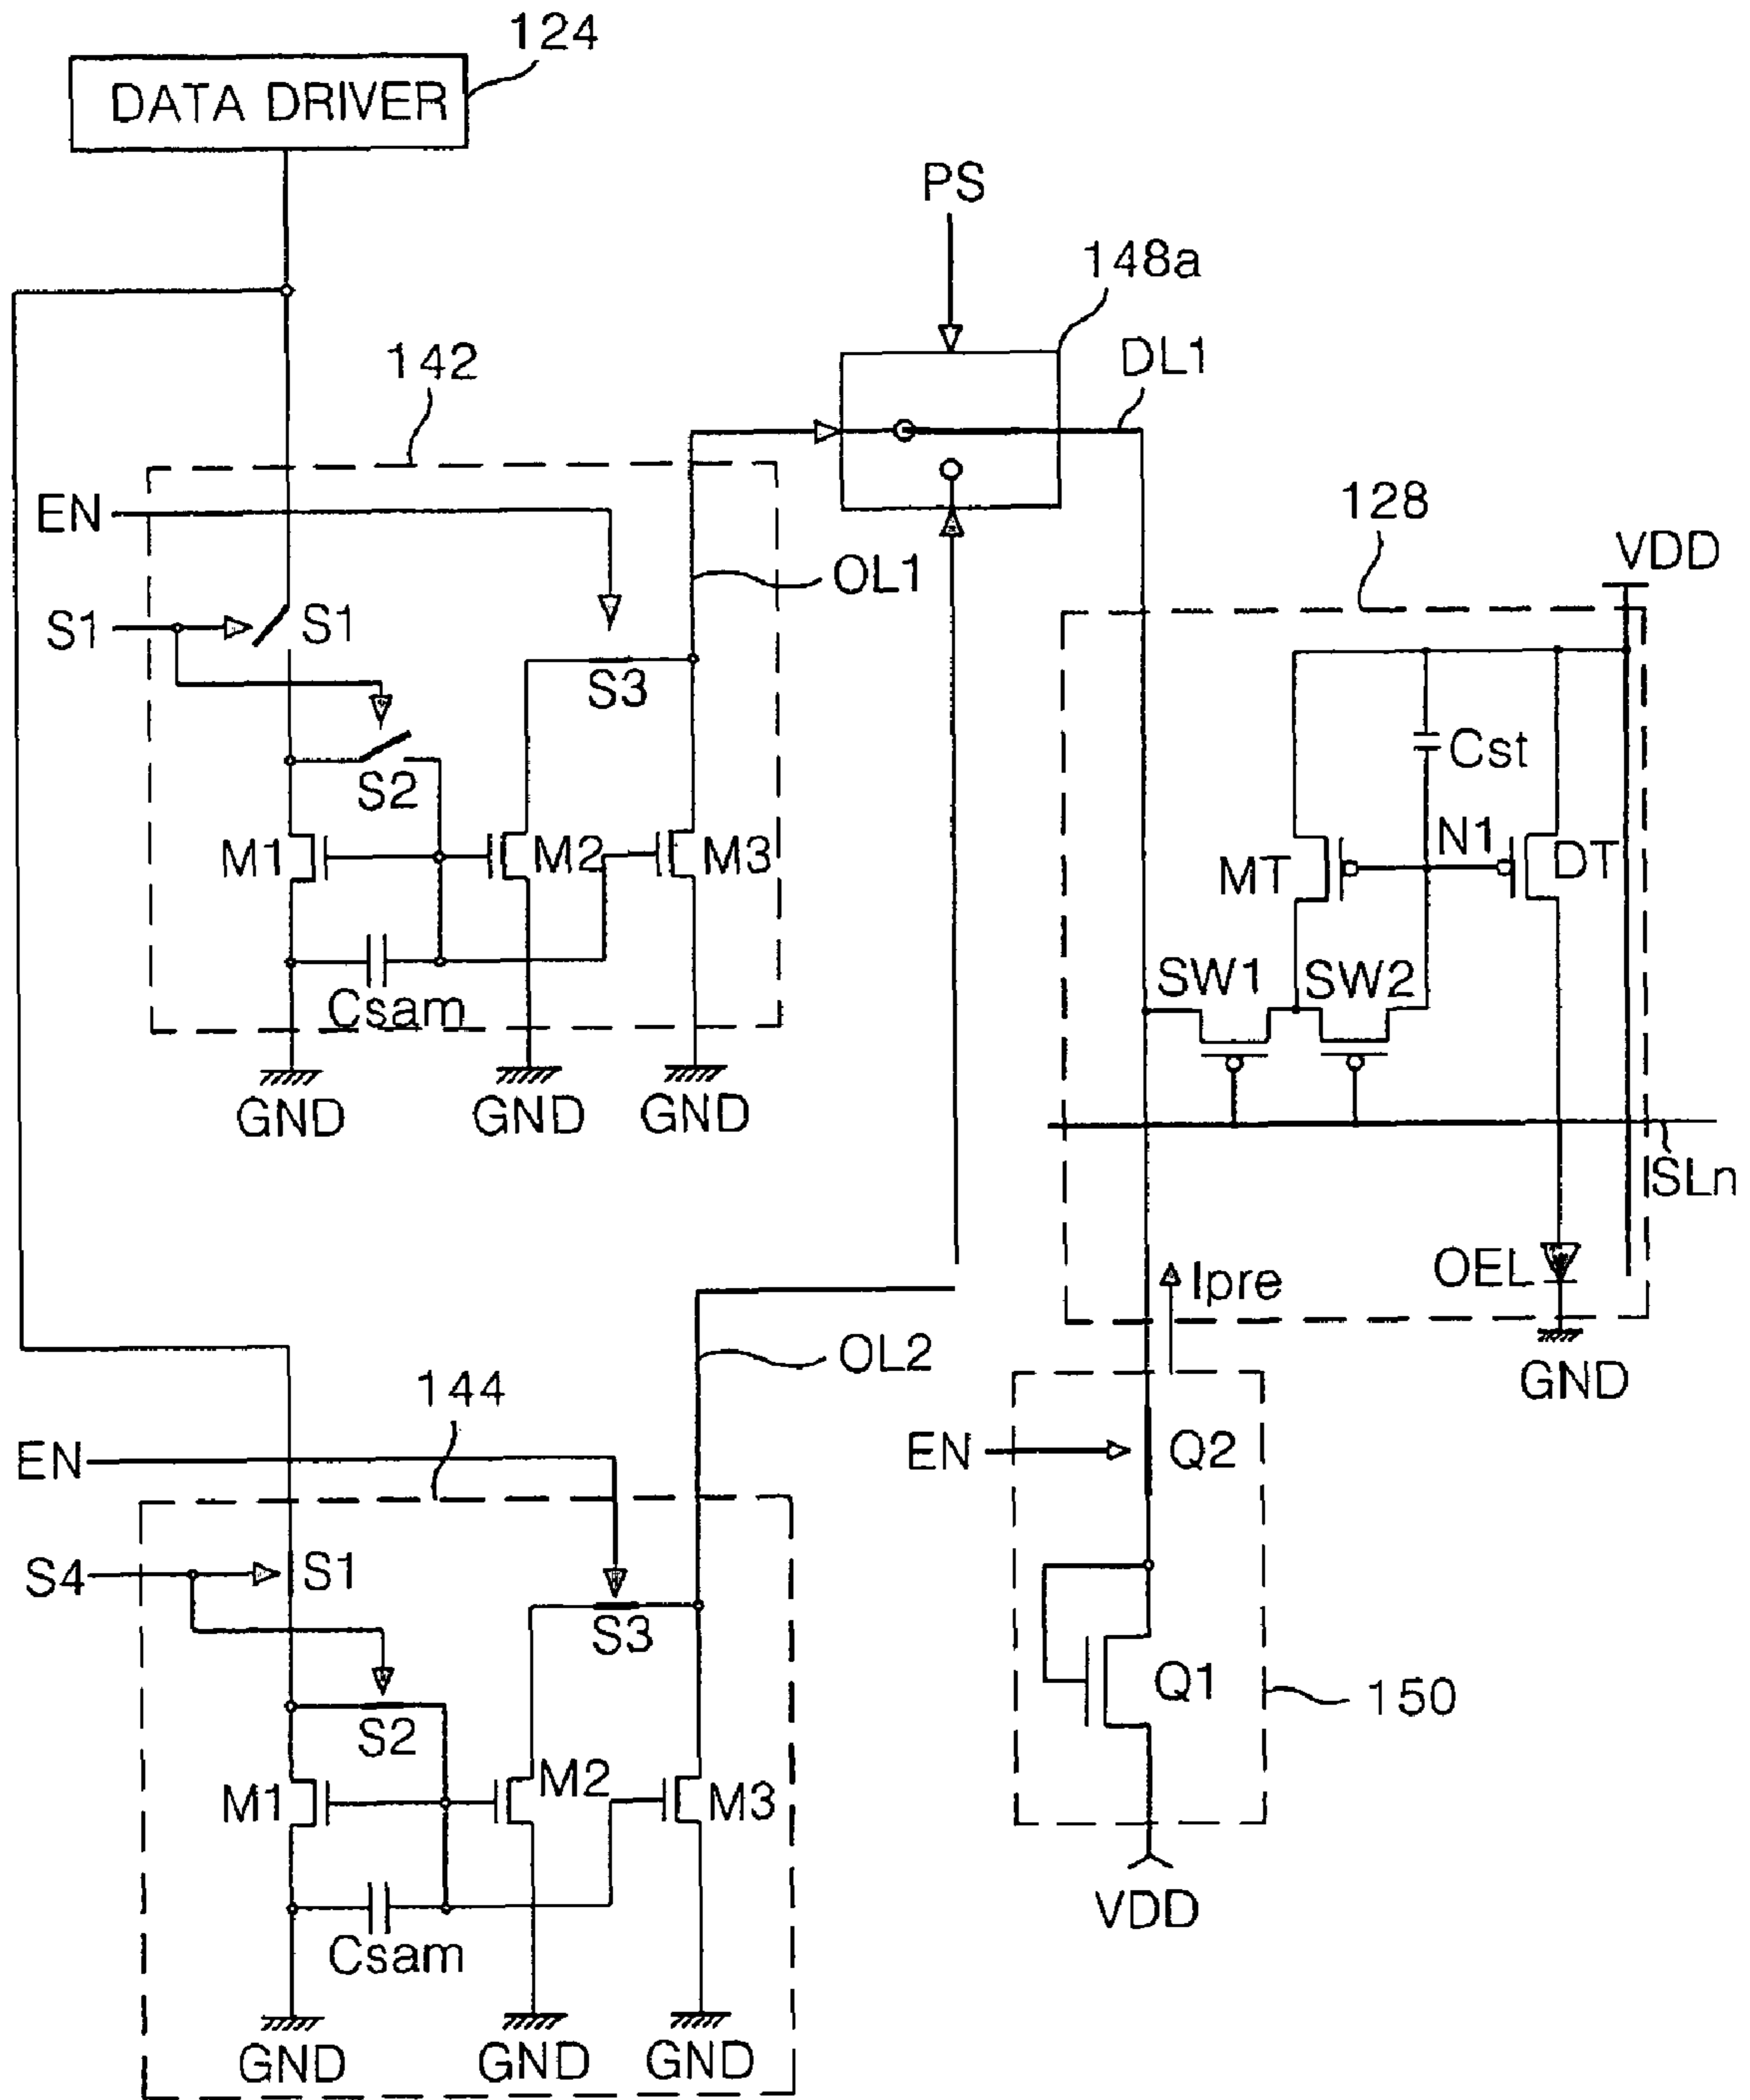 124
DATA DRIVER
PS
148a
DL1
142
EN
128
VDD
OL1
S1
S1
S3
S2
Cst
M1
M2
M3
MT
N1
DT
SW1
SW2
Csam
GND
GND
GND
SLn
OEL
Ipre
OL2
GND
144
EN
EN
Q2
S4
S1
S3
S2
Q1
150
M1
M2
M3
VDD
Csam
GND
GND
GND